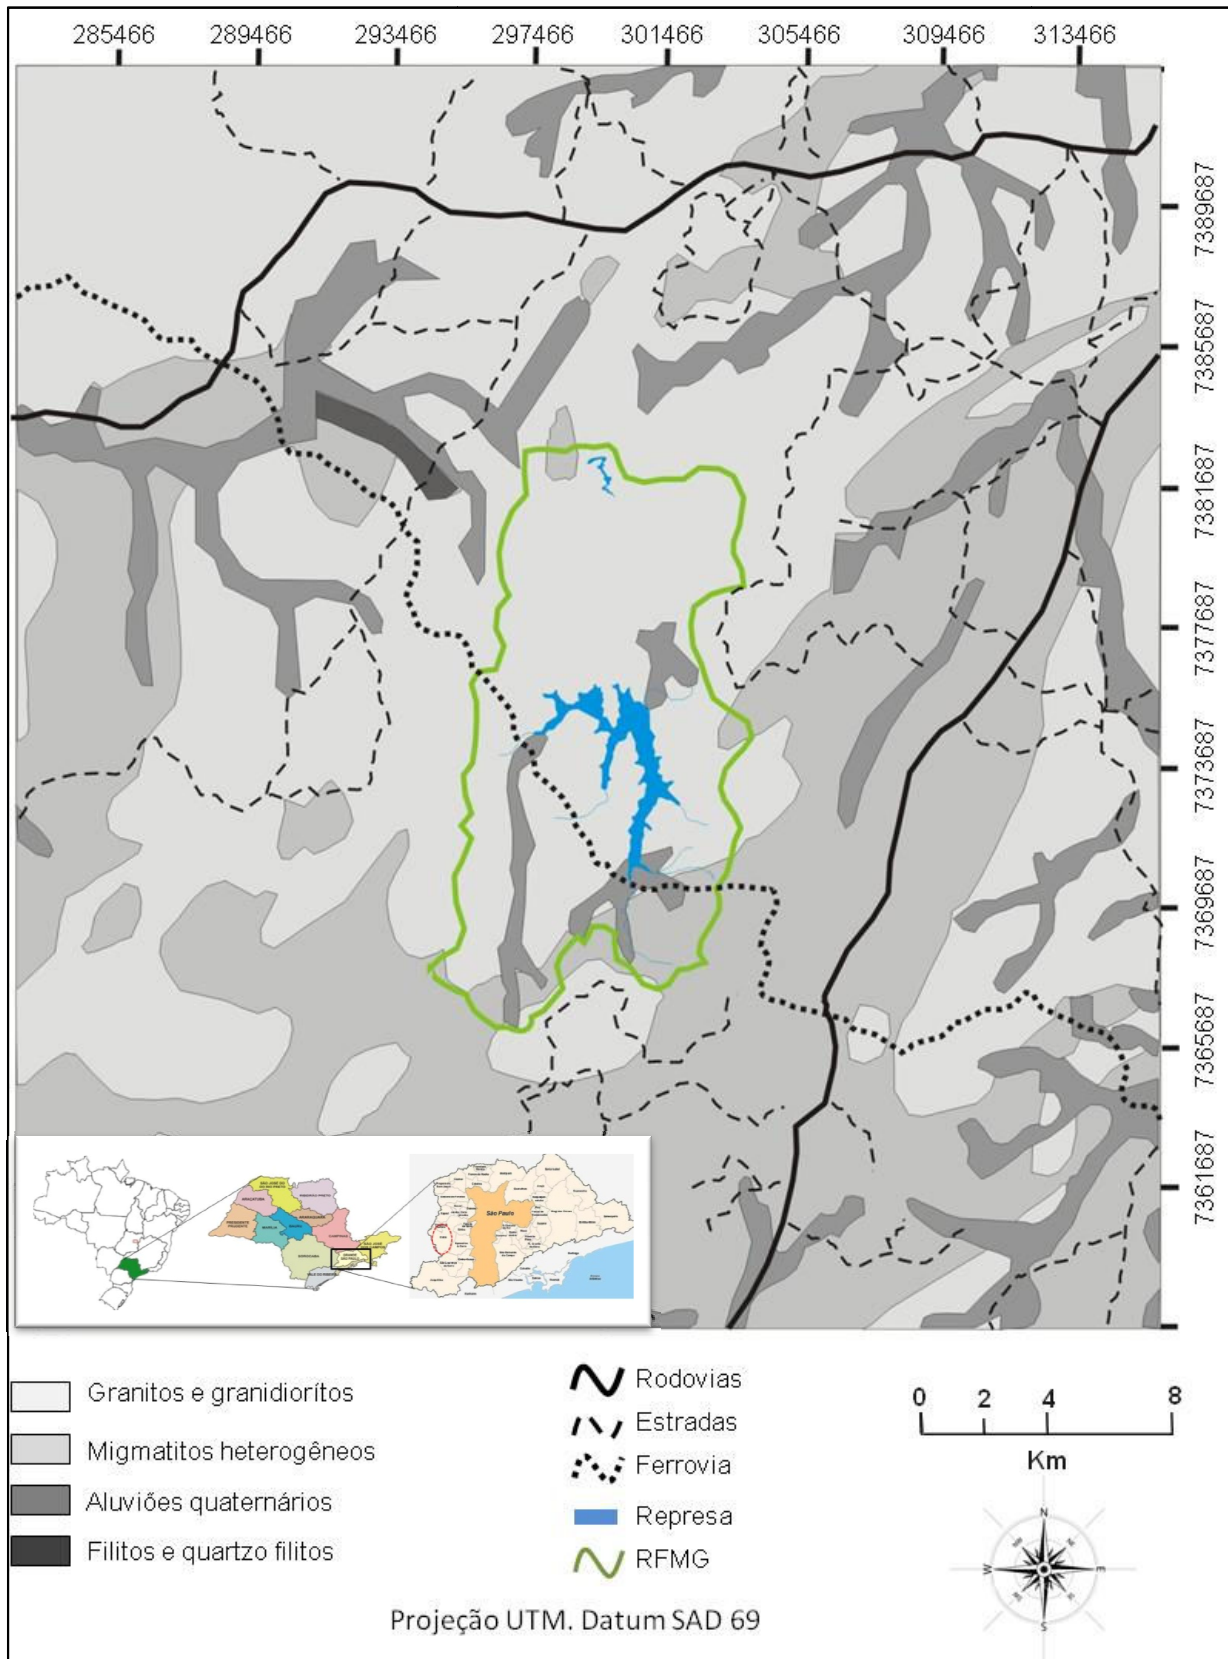 285466 289466 293466 297466 301466 305466 309466 313466
7389687
7385687
7381687
7377687
7373687
7369687
7365687
7361687
São Paulo
Granitos e granidiorítos
Migmatitos heterogêneos
Aluviões quaternários
Filitos e quartzo filitos
Rodovias
Estradas
Ferrovia
Represa
RFMG
0 2 4 8
Km
N
W
E
S
Projeção UTM. Datum SAD 69